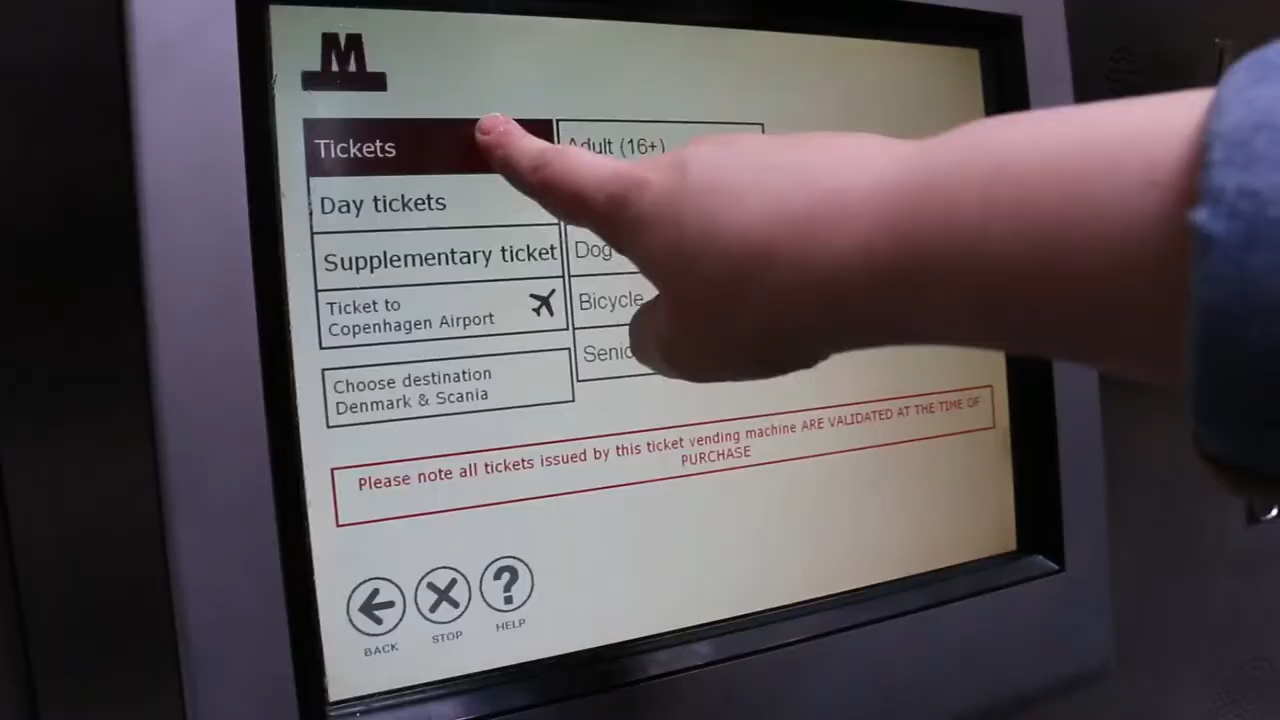 M
Tickets
Day tickets
Supplementary ticket
Ticket to
Copenhagen Airport
Choose destination
Denmark & Scania
Adult (16+)
Dog
Bicycle
Please note all tickets issued by this ticket vending machine ARE VALIDATED AT THE TIME OF
PURCHASE
BACK
STOP
? HELP